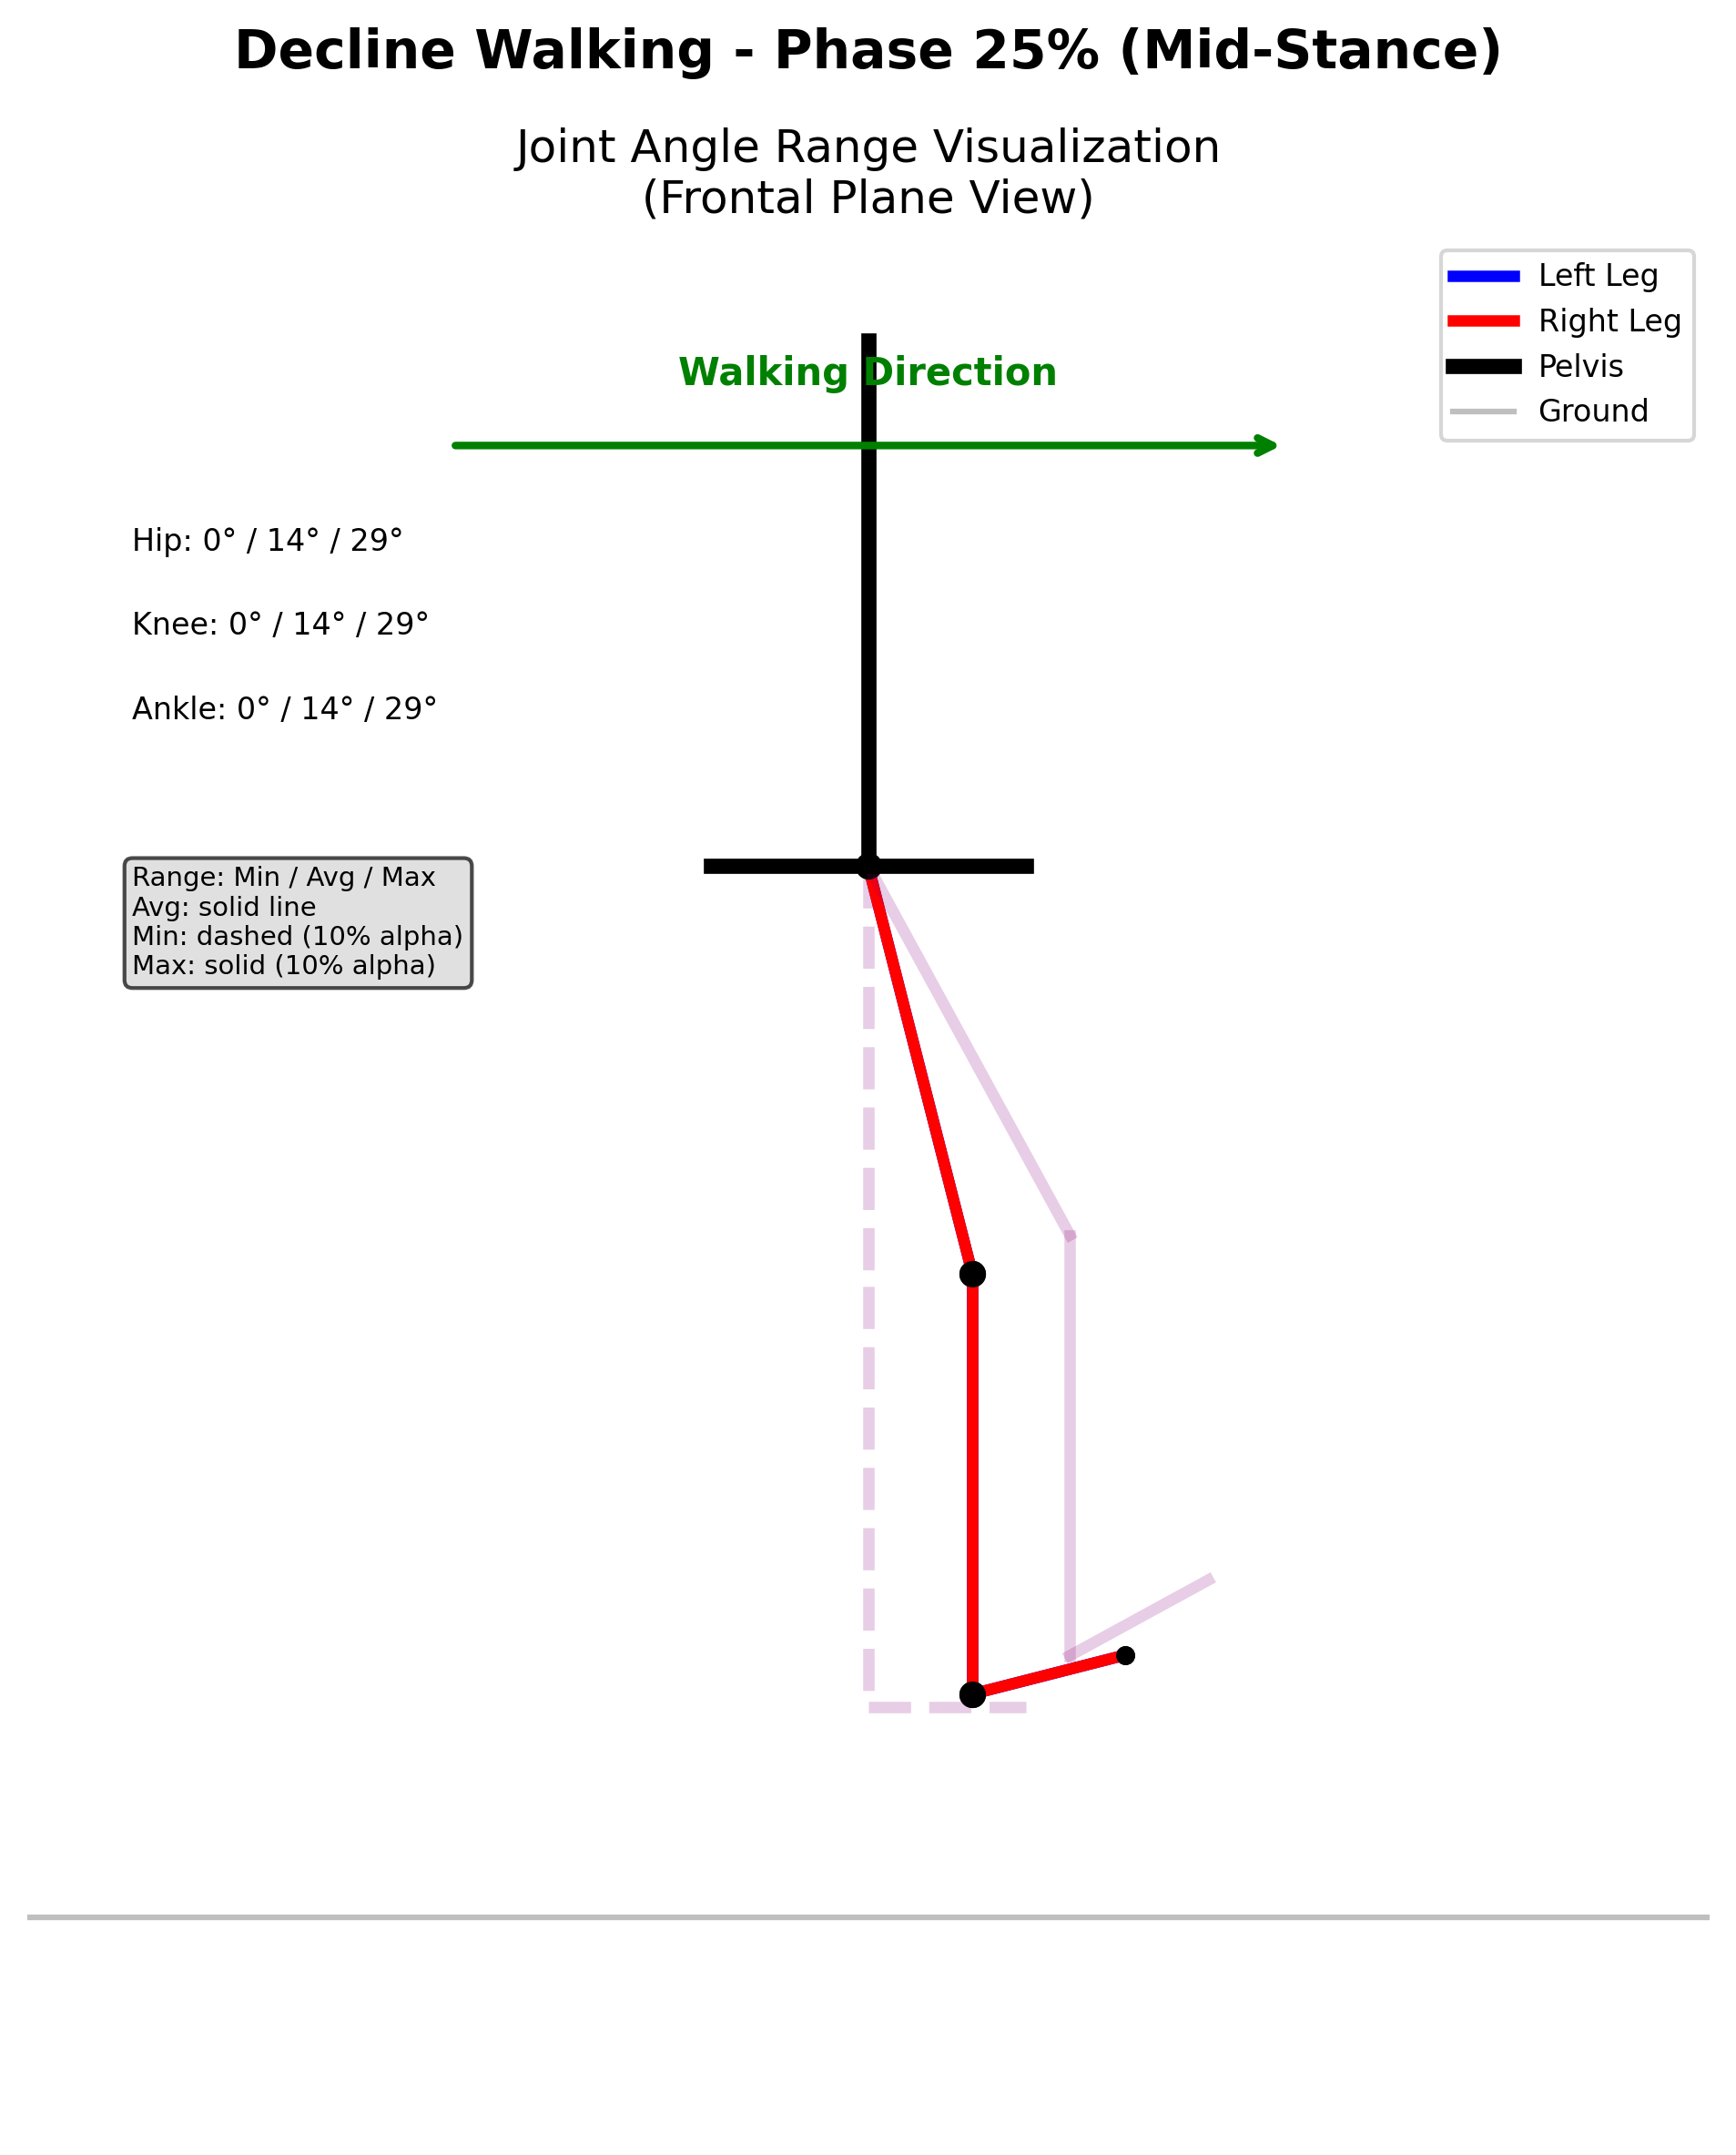 Decline Walking - Phase 25% (Mid-Stance)
Joint Angle Range Visualization
(Frontal Plane View)
Left Leg
Right Leg
Pelvis
Ground
Walking Direction
Hip: 0° / 14° / 29°
Knee: 0° / 14° / 29°
Ankle: 0° / 14° / 29°
Range: Min / Avg / Max
Avg: solid line
Min: dashed (10% alpha)
Max: solid (10% alpha)